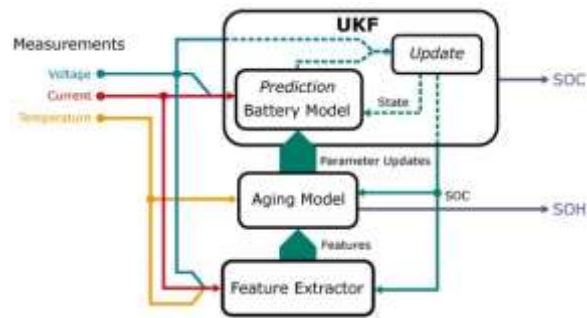 UKF
Measurements
Update
Voltage
Prediction
SOC
Current
Battery Model
State
Temperature
Parameter Updates
Aging Model
SOC
SOH
Features
Feature Extractor